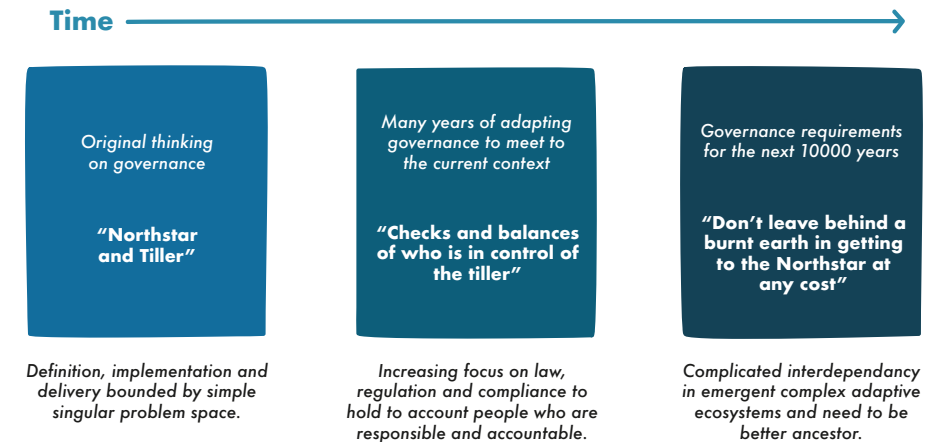 Time
Original thinking
on governance
“Northstar
and Tiller”
Definition, implementation and
delivery bounded by simple
singular problem space.
Many years of adapting
governance to meet to
the current context
“Checks and balances
of who is in control of
the tiller”
Increasing focus on law,
regulation and compliance to
hold to account people who are
responsible and accountable.
Governance requirements
for the next 10000 years
“Don’t leave behind a
burnt earth in getting
to the Northstar at
any cost”
Complicated interdependency
in emergent complex adaptive
ecosystems and need to be
better ancestor.